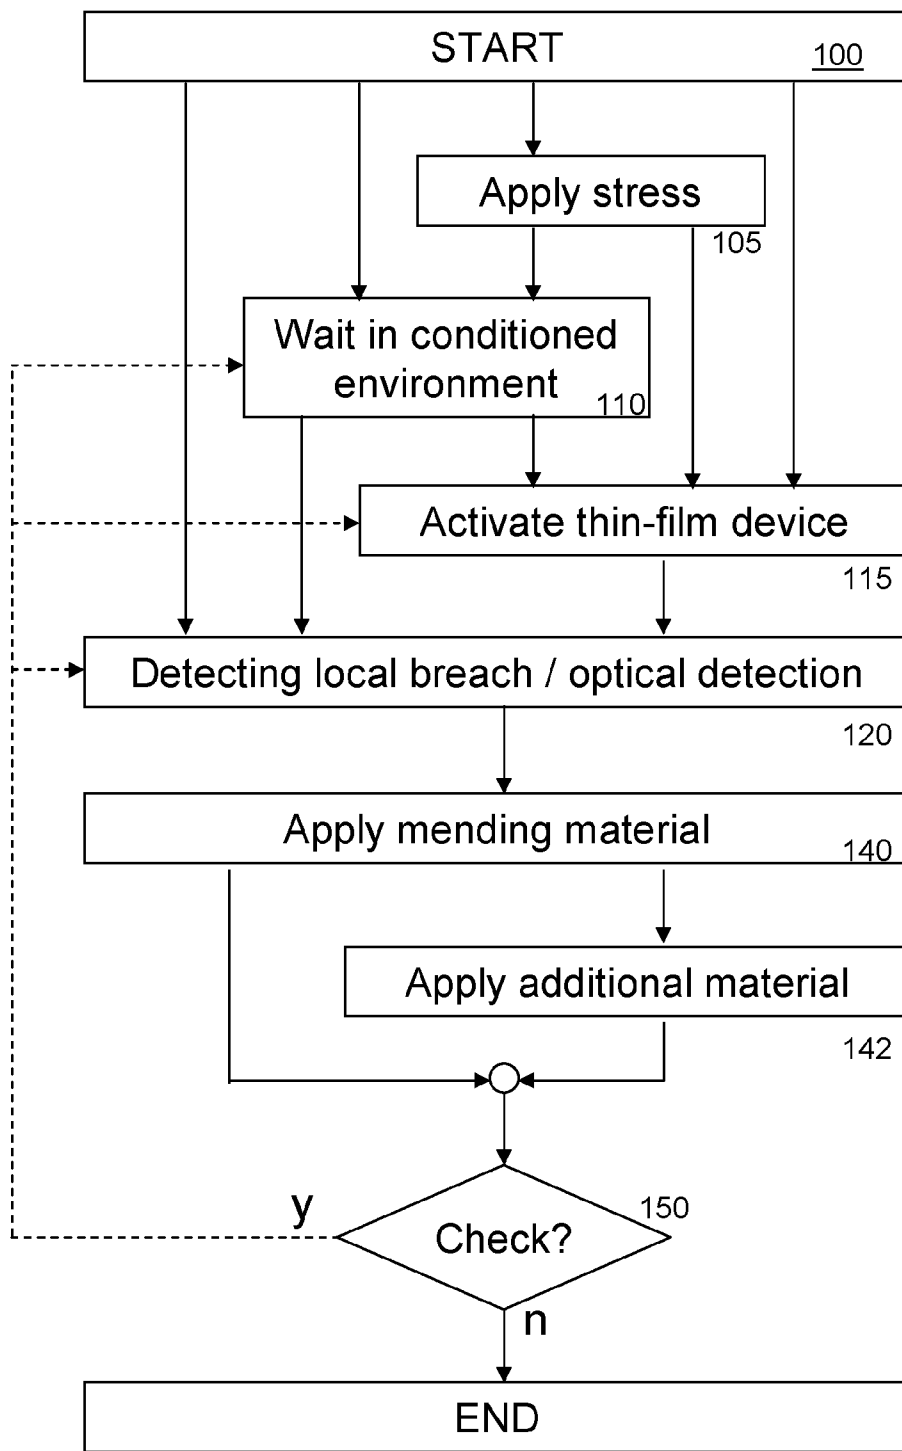 START
100
Apply stress
105
Wait in conditioned
environment
110
Activate thin-film device
115
Detecting local breach / optical detection
120
Apply mending material
140
Apply additional material
142
150
y
Check?
n
END